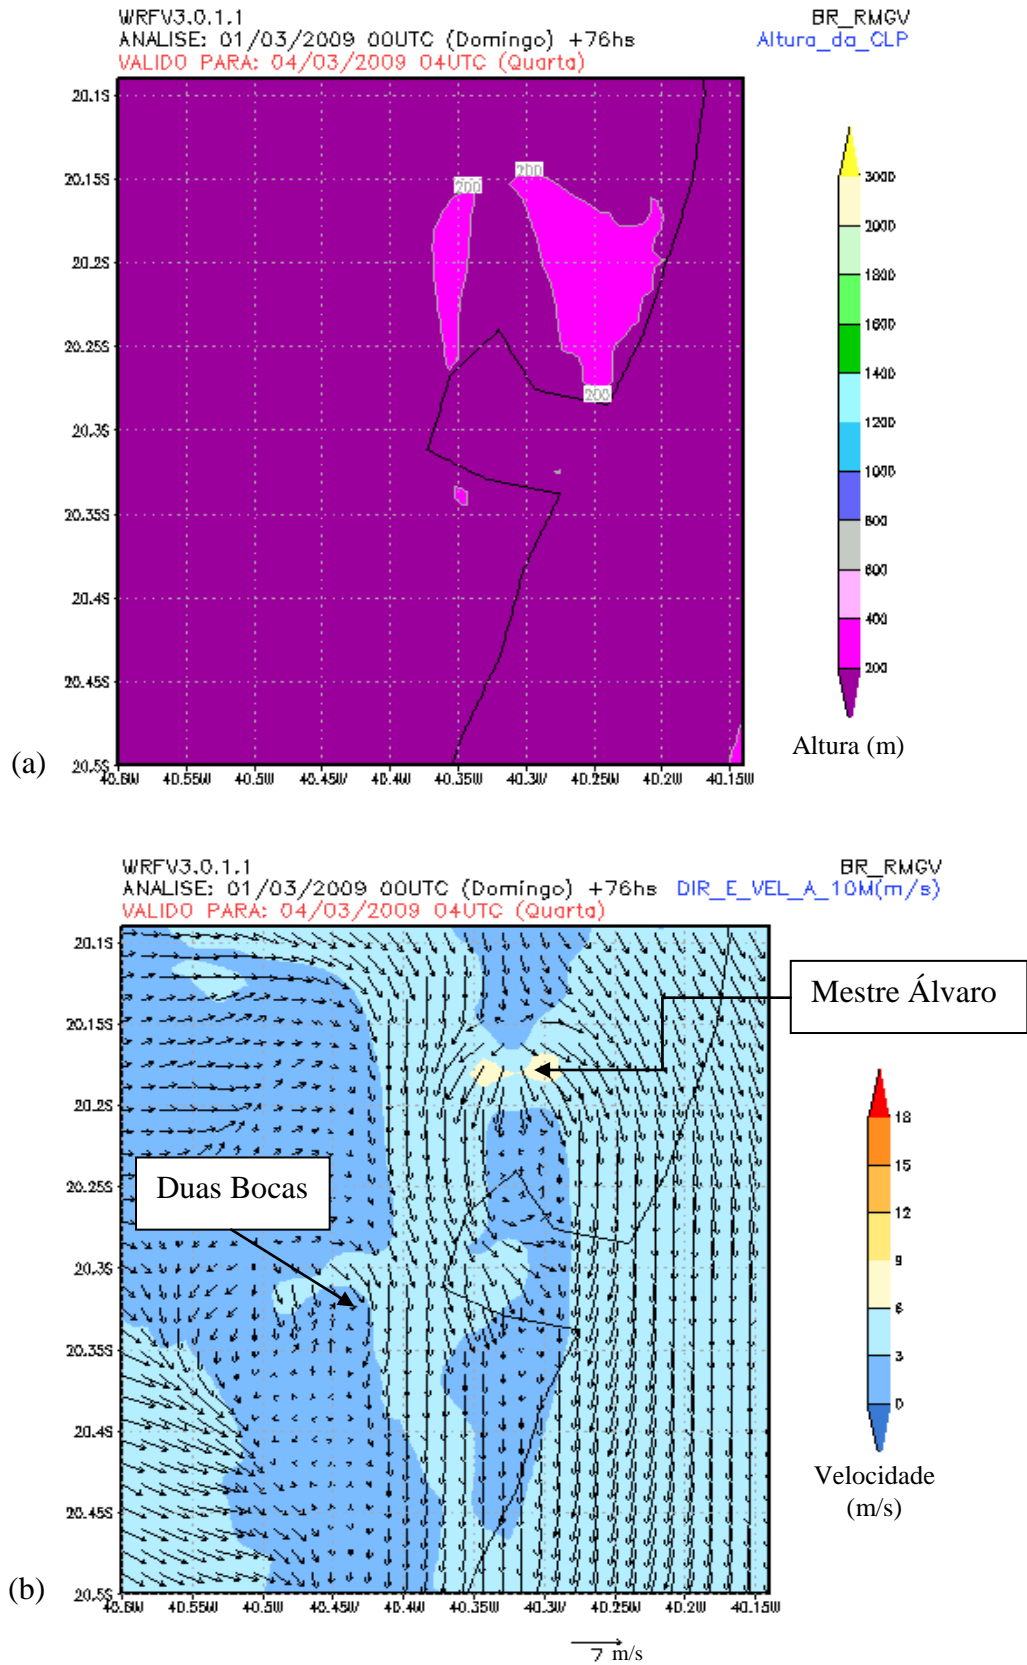 WRFV3.0.1.1 BR_RMGV
ANALISE: 01/03/2009 00UTC (Domingo) +76hs Altura_da_CLP
VALIDO PARA: 04/03/2009 04UTC (Quarta)
20.1S
20.15S
20.2S
20.25S
20.3S
20.35S
20.4S
20.45S
20.5S
200
200
200
40.6W 40.55W 40.5W 40.45W 40.4W 40.35W 40.3W 40.25W 40.2W 40.15W
3000
2000
1800
1600
1400
1200
1000
800
600
400
200
Altura (m)
(a)
WRFV3.0.1.1 BR_RMGV
ANALISE: 01/03/2009 00UTC (Domingo) +76hs DIR_E_VEL_A_10M(m/s)
VALIDO PARA: 04/03/2009 04UTC (Quarta)
20.1S
20.15S
20.2S
20.25S
20.3S
20.35S
20.4S
20.45S
20.5S
Mestre Álvaro
Duas Bocas
40.6W 40.55W 40.5W 40.45W 40.4W 40.35W 40.3W 40.25W 40.2W 40.15W
18
15
12
9
6
3
0
Velocidade
(m/s)
(b)
7 m/s